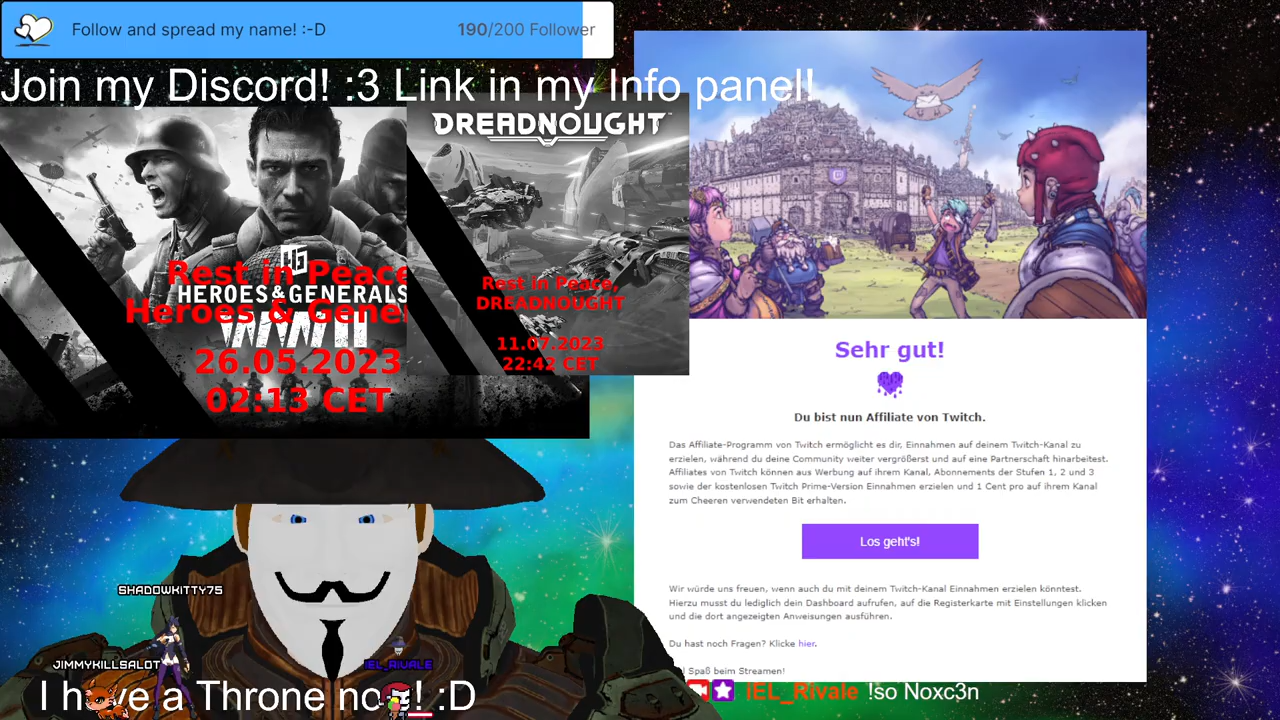 Follow and spread my name! :-D
190/200 Follower
Join my Discord! :3 Link in my Info panel!
DREADNOUGHT
Rest in Peace
HEROES & GENERALS
Heroes & Gene
WWII
26.05.2023
02:13 CET
Rest in Peace,
DREADNOUGHT
11.07.2023
22:42 CET
Sehr gut!
Du bist nun Affiliate von Twitch.
Das Affiliate-Programm von Twitch ermöglicht es dir, Einnahmen auf deinem Twitch-Kanal zu
erzielen, während du deine Community weiter vergrößerst und auf eine Partnerschaft hinarbeitest.
Affiliates von Twitch können aus Werbung auf ihrem Kanal, Abonnements der Stufen 1, 2 und 3
sowie der kostenlosen Twitch Prime-Version Einnahmen erzielen und 1 Cent pro auf ihrem Kanal
zum Cheeren verwendeten Bit erhalten.
Los geht's!
Wir würde uns freuen, wenn auch du mit deinem Twitch-Kanal Einnahmen erzielen könntest.
Hierzu musst du lediglich dein Dashboard aufrufen, auf die Registerkarte mit Einstellungen klicken
und die dort angezeigten Anweisungen ausführen.
Du hast noch Fragen? Klicke hier.
Spaß beim Streamen!
SHADOWKITTY75
JIMMYKILLSALOT
IEL_RIVALE
I have a Throne now! :D
iEL_Rivale !so Noxc3n